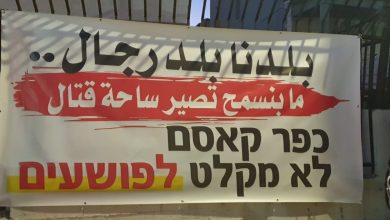 بلدنا بلد رجال..
ما بنسمح تصير ساحة قتال
כפר קאסם
לא מקלט לפושעים